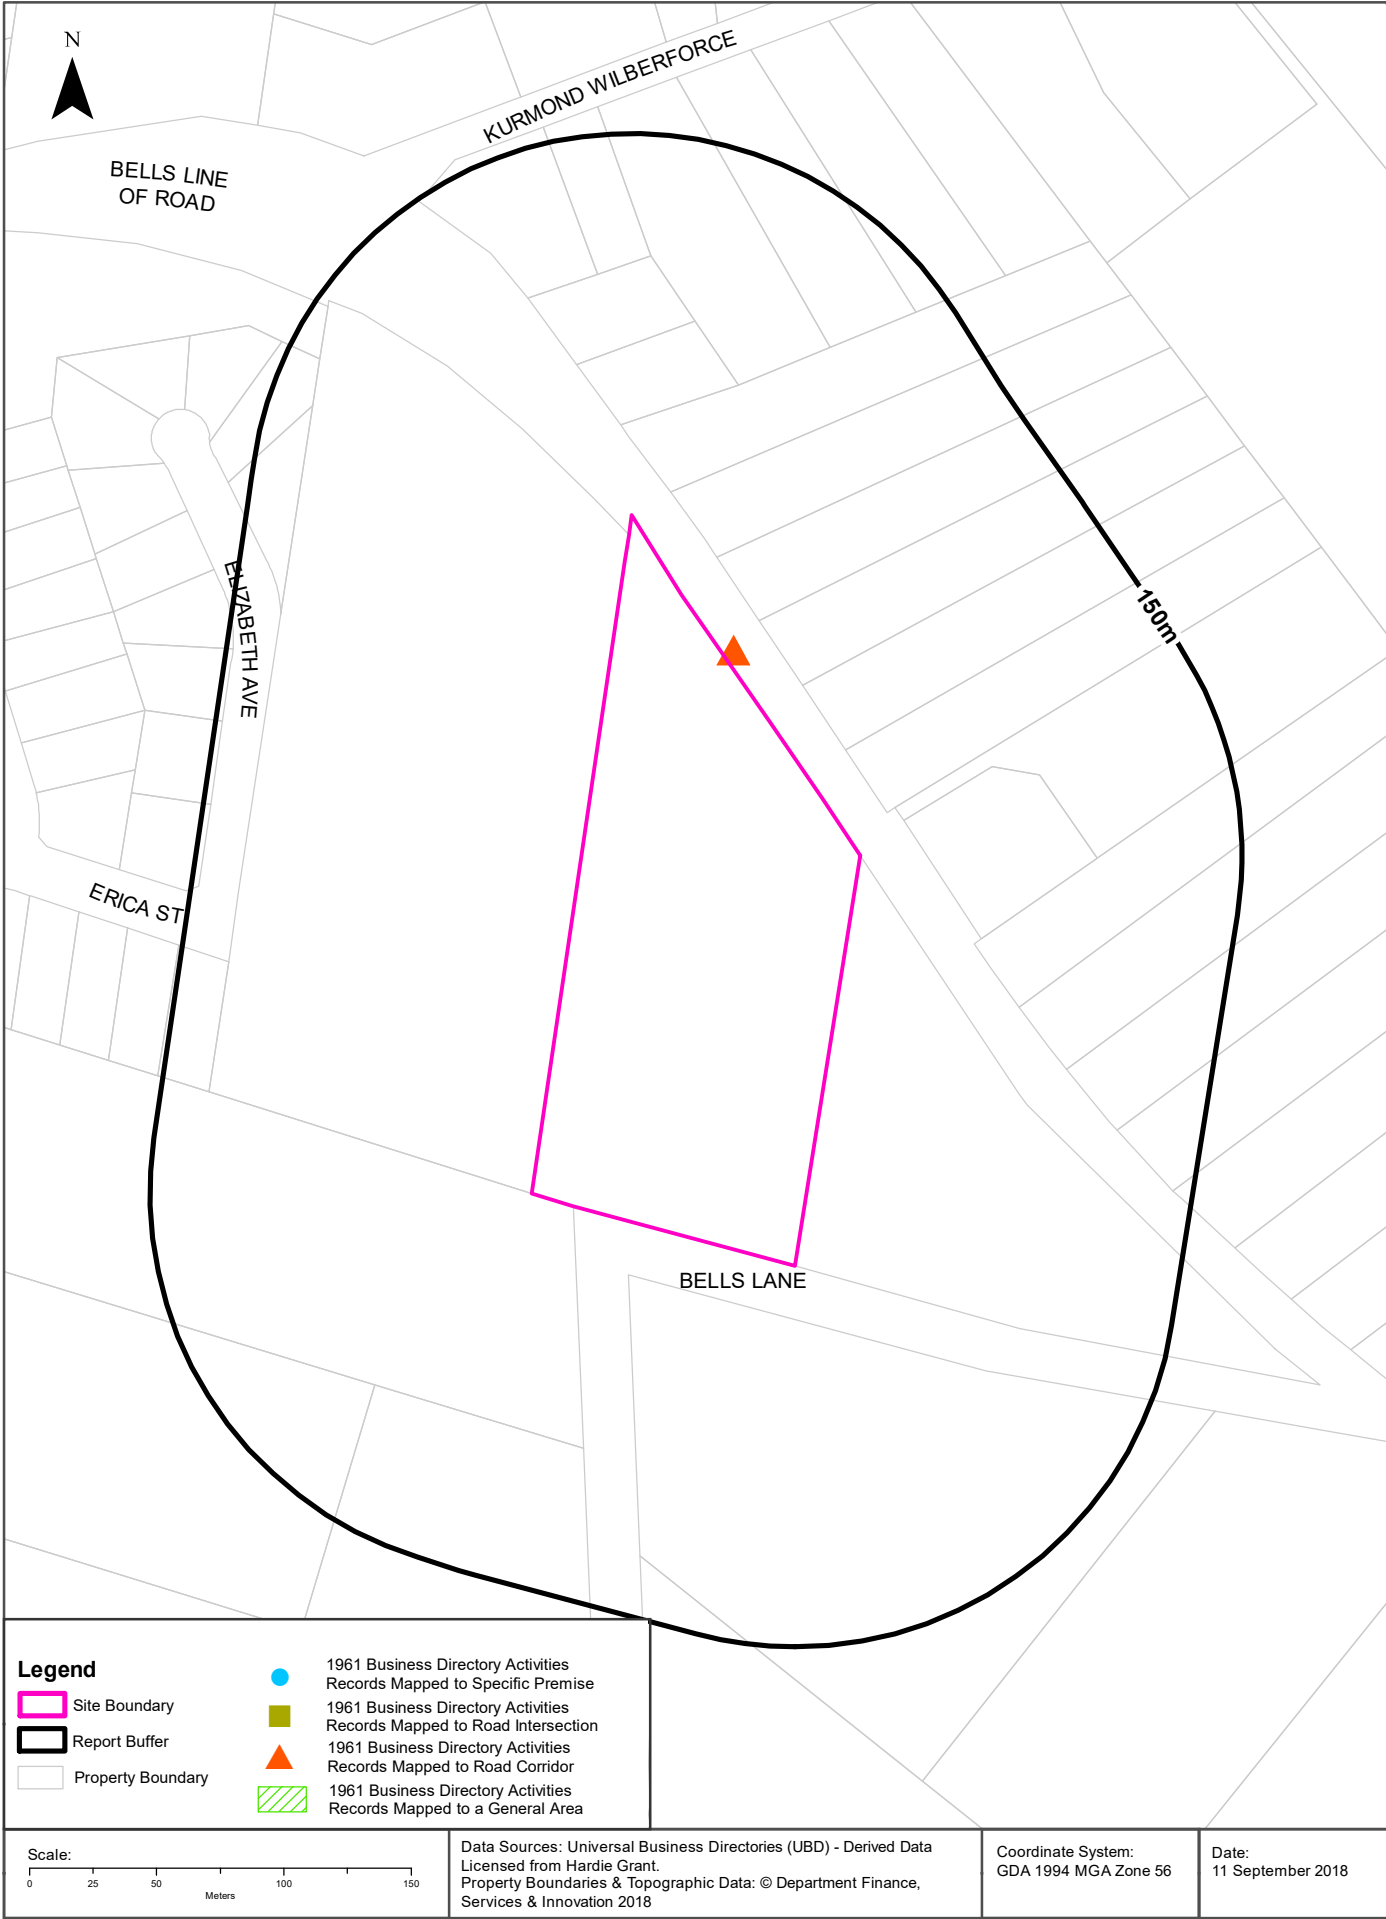 N
KURMOND WILBERFORCE
BELLS LINE
OF ROAD
ELIZABETH AVE
150m
ERICA ST
BELLS LANE
Legend
Site Boundary
Report Buffer
Property Boundary
1961 Business Directory Activities
Records Mapped to Specific Premise
1961 Business Directory Activities
Records Mapped to Road Intersection
1961 Business Directory Activities
Records Mapped to Road Corridor
1961 Business Directory Activities
Records Mapped to a General Area
Scale:
0 25 50 100 150
Meters
Data Sources: Universal Business Directories (UBD) - Derived Data
Licensed from Hardie Grant.
Property Boundaries & Topographic Data: © Department Finance,
Services & Innovation 2018
Coordinate System:
GDA 1994 MGA Zone 56
Date:
11 September 2018